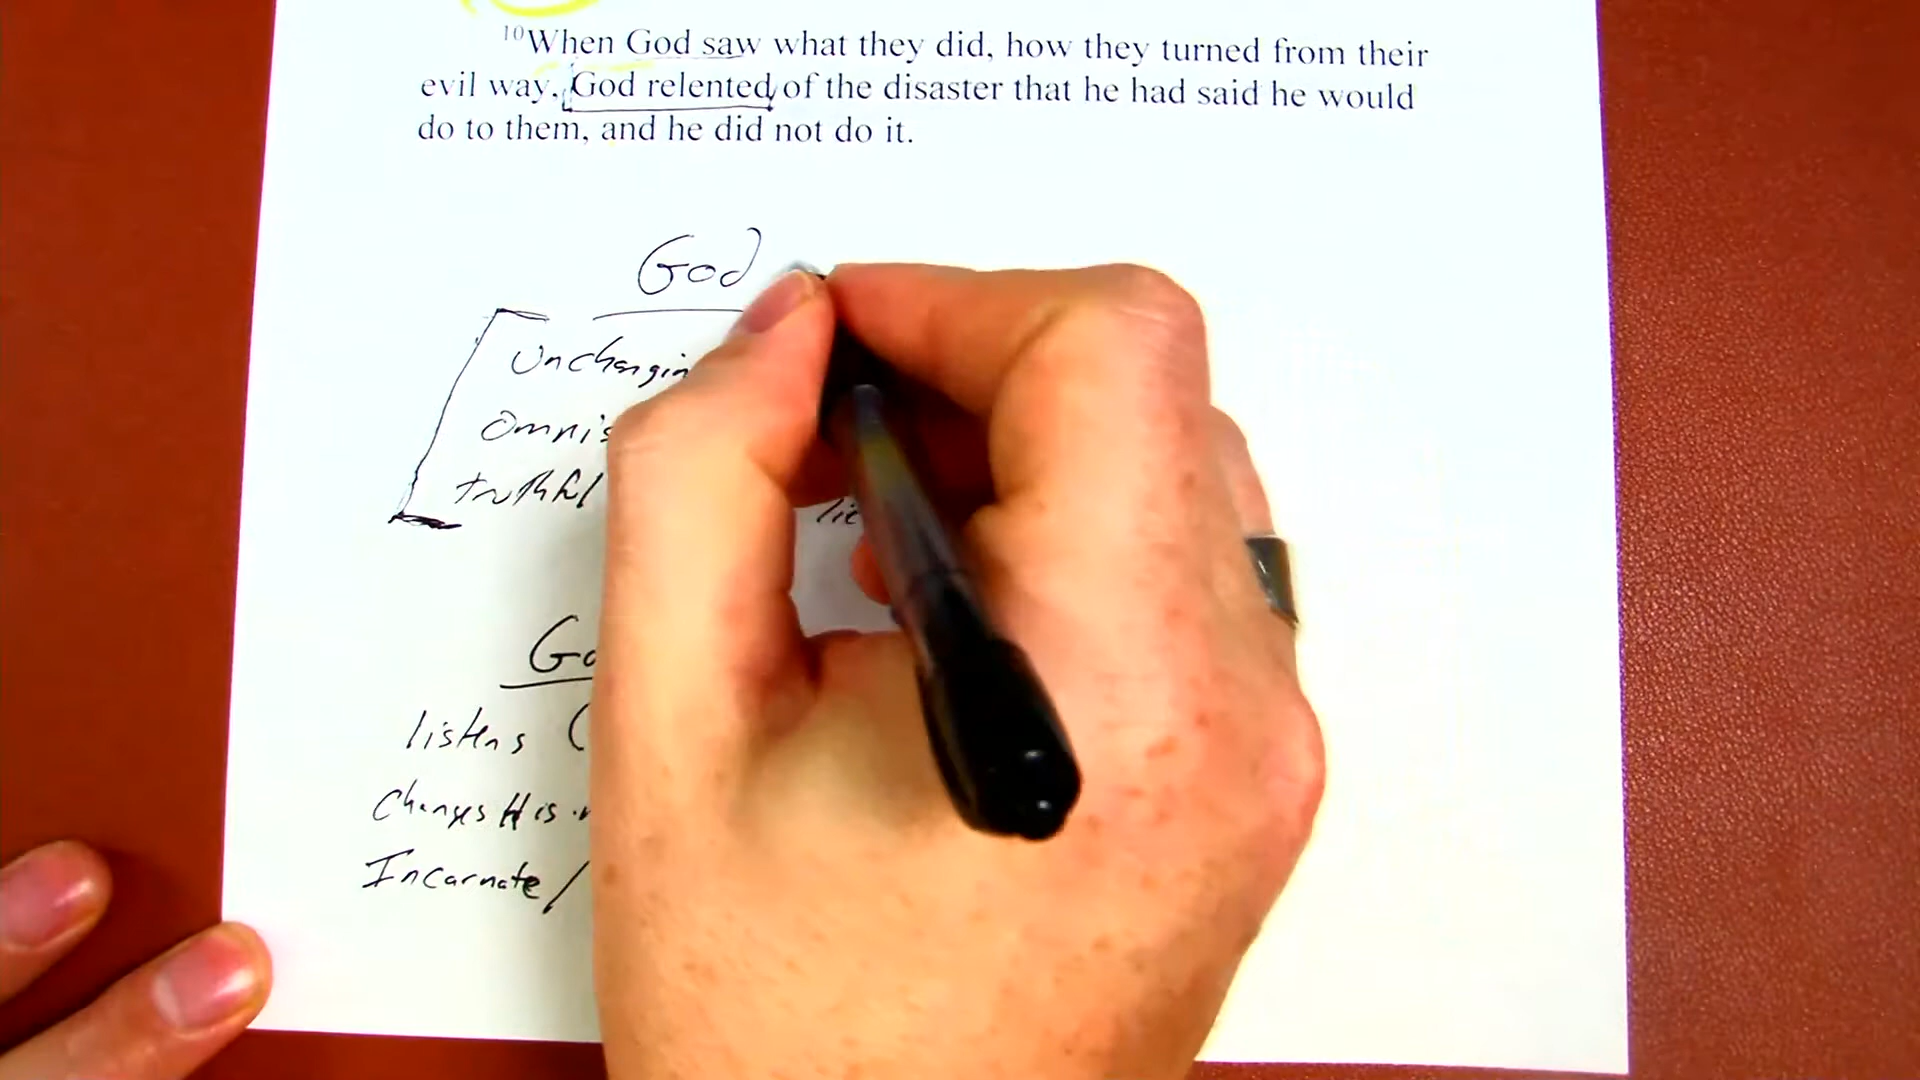 10When God saw what they did, how they turned from their
evil way, God relented of the disaster that he had said he would
do to them, and he did not do it.
God
Unchangin
Omnis
truthful lie
Go
listens (
Changes His
Incarnate/